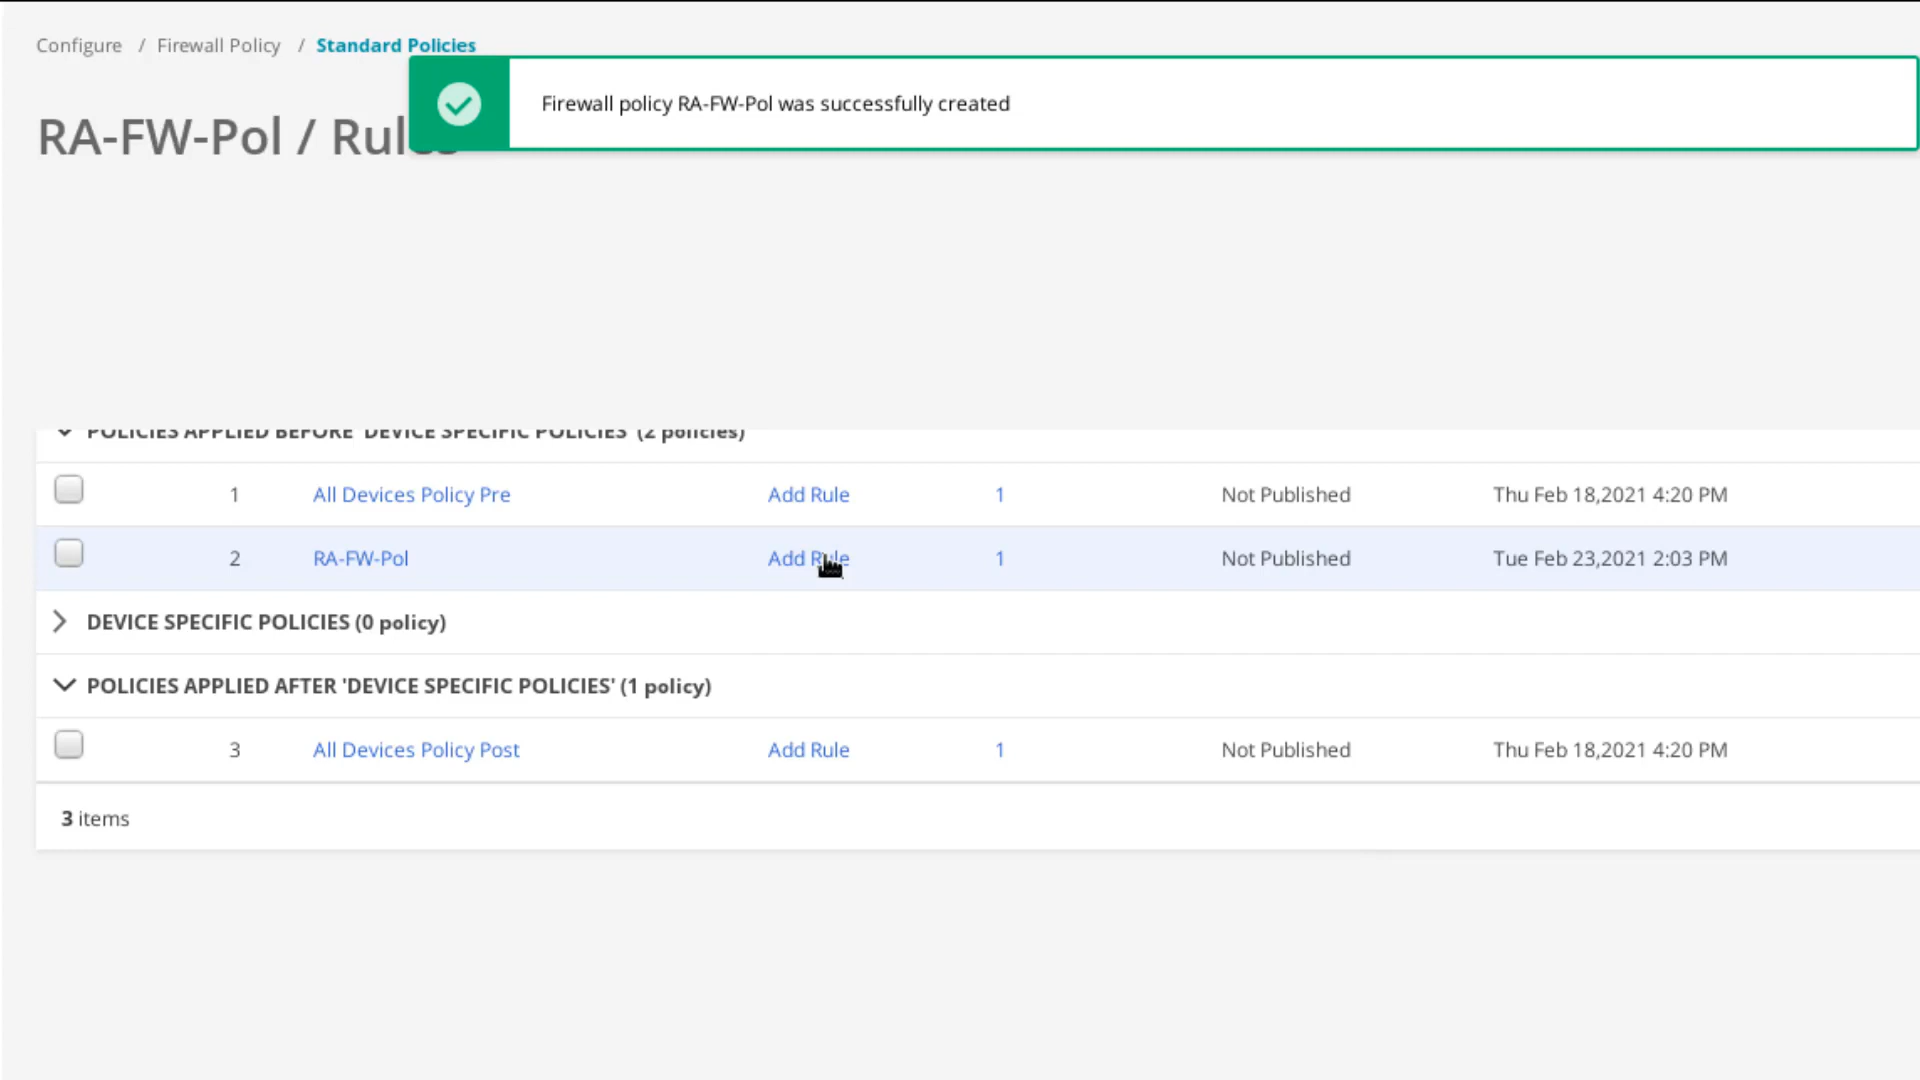 Configure / Firewall Policy / Standard Policies
Firewall policy RA-FW-Pol was successfully created
RA-FW-Pol / Rules
POLICIES APPLIED BEFORE 'DEVICE SPECIFIC POLICIES' (2 policies)
1 All Devices Policy Pre Add Rule 1 Not Published Thu Feb 18,2021 4:20 PM
2 RA-FW-Pol Add Rule 1 Not Published Tue Feb 23,2021 2:03 PM
DEVICE SPECIFIC POLICIES (0 policy)
POLICIES APPLIED AFTER 'DEVICE SPECIFIC POLICIES' (1 policy)
3 All Devices Policy Post Add Rule 1 Not Published Thu Feb 18,2021 4:20 PM
3 items